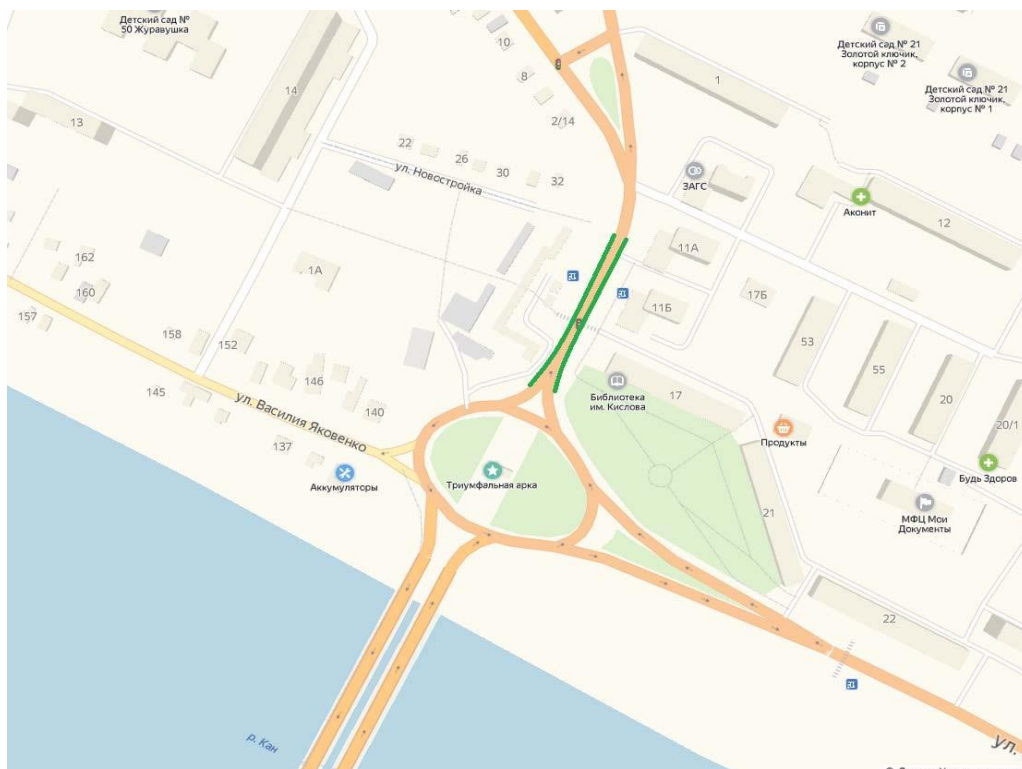 Детский сад №
50 Журавушка
10
8
2/14
1
Детский сад № 21
Золотой ключик,
корпус № 2
Детский сад № 21
Золотой ключик,
корпус № 1
14
13
22
26
30
32
ул. Новостройка
ЗАГС
Аконит
12
11А
11Б
17Б
1А
162
160
157
158
152
145
146
140
137
ул. Василия Яковенко
Аккумуляторы
Триумфальная арка
Библиотека
им. Кислова
17
53
55
20
20/1
Продукты
Будь Здоров
МФЦ Мои
Документы
21
22
р. Кан
ул.